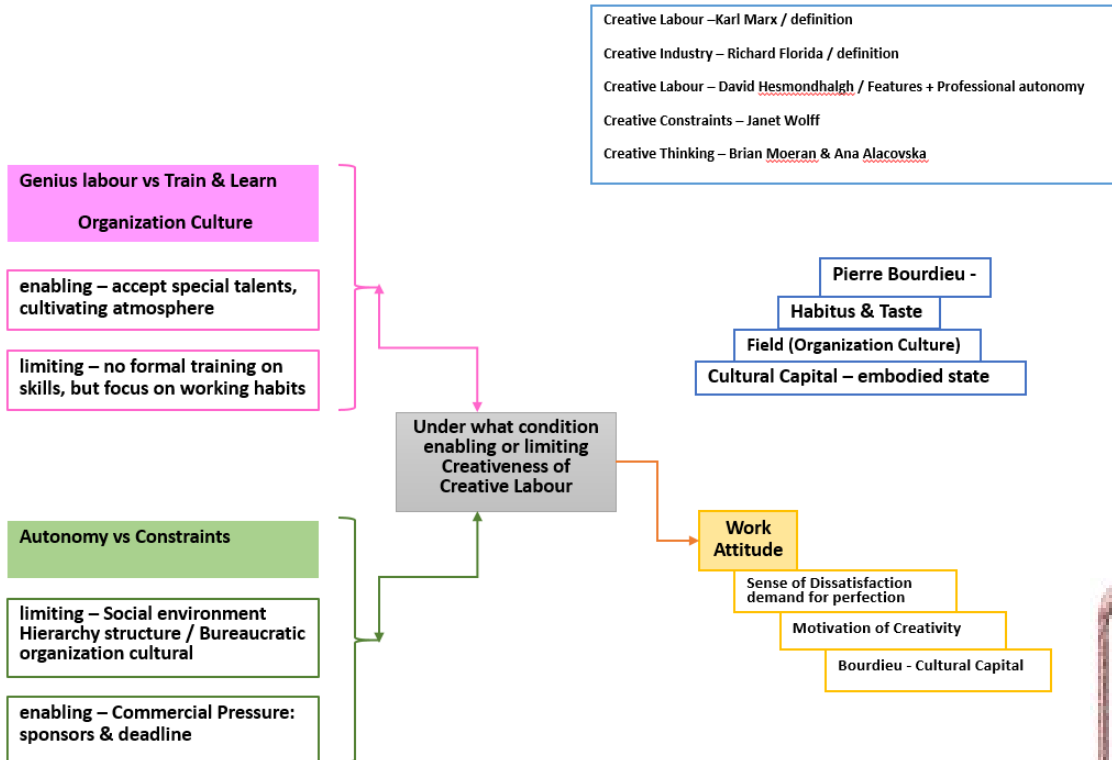 Creative Labour –Karl Marx / definition
Creative Industry – Richard Florida / definition
Creative Labour – David Hesmondhalgh / Features + Professional autonomy
Creative Constraints – Janet Wolff
Creative Thinking – Brian Moeran & Ana Alacovska
Genius labour vs Train & Learn
Organization Culture
enabling – accept special talents,
cultivating atmosphere
limiting – no formal training on
skills, but focus on working habits
Pierre Bourdieu -
Habitus & Taste
Field (Organization Culture)
Cultural Capital – embodied state
Under what condition
enabling or limiting
Creativeness of
Creative Labour
Autonomy vs Constraints
limiting – Social environment
Hierarchy structure / Bureaucratic
organization cultural
enabling – Commercial Pressure:
sponsors & deadline
Work
Attitude
Sense of Dissatisfaction
demand for perfection
Motivation of Creativity
Bourdieu - Cultural Capital